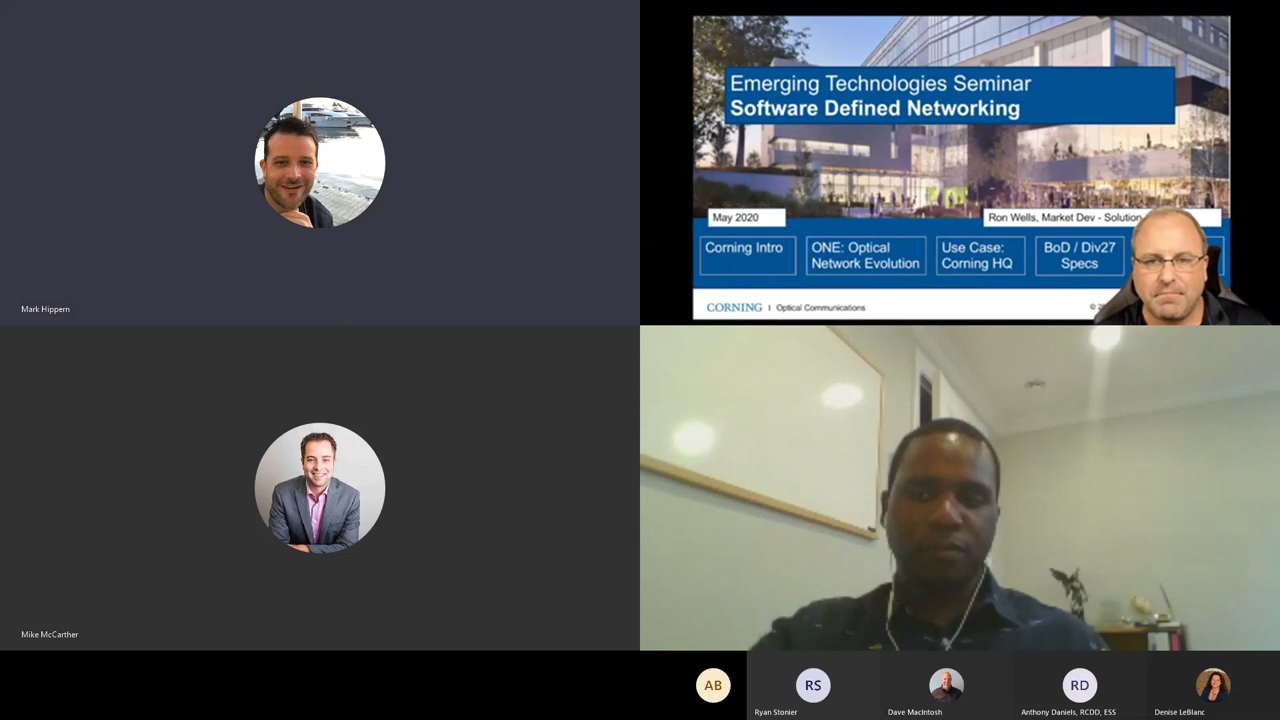 Emerging Technologies Seminar
Software Defined Networking
May 2020
Ron Wells, Market Dev - Solution
Corning Intro
ONE: Optical
Network Evolution
Use Case:
Corning HQ
BoD / Div27
Specs
CORNING | Optical Communications
©
Mark Hippern
Mike McCarther
AB
RS
RD
Ryan Stonier
Dave MacIntosh
Anthony Daniels, RCDD, ESS
Denise LeBlanc